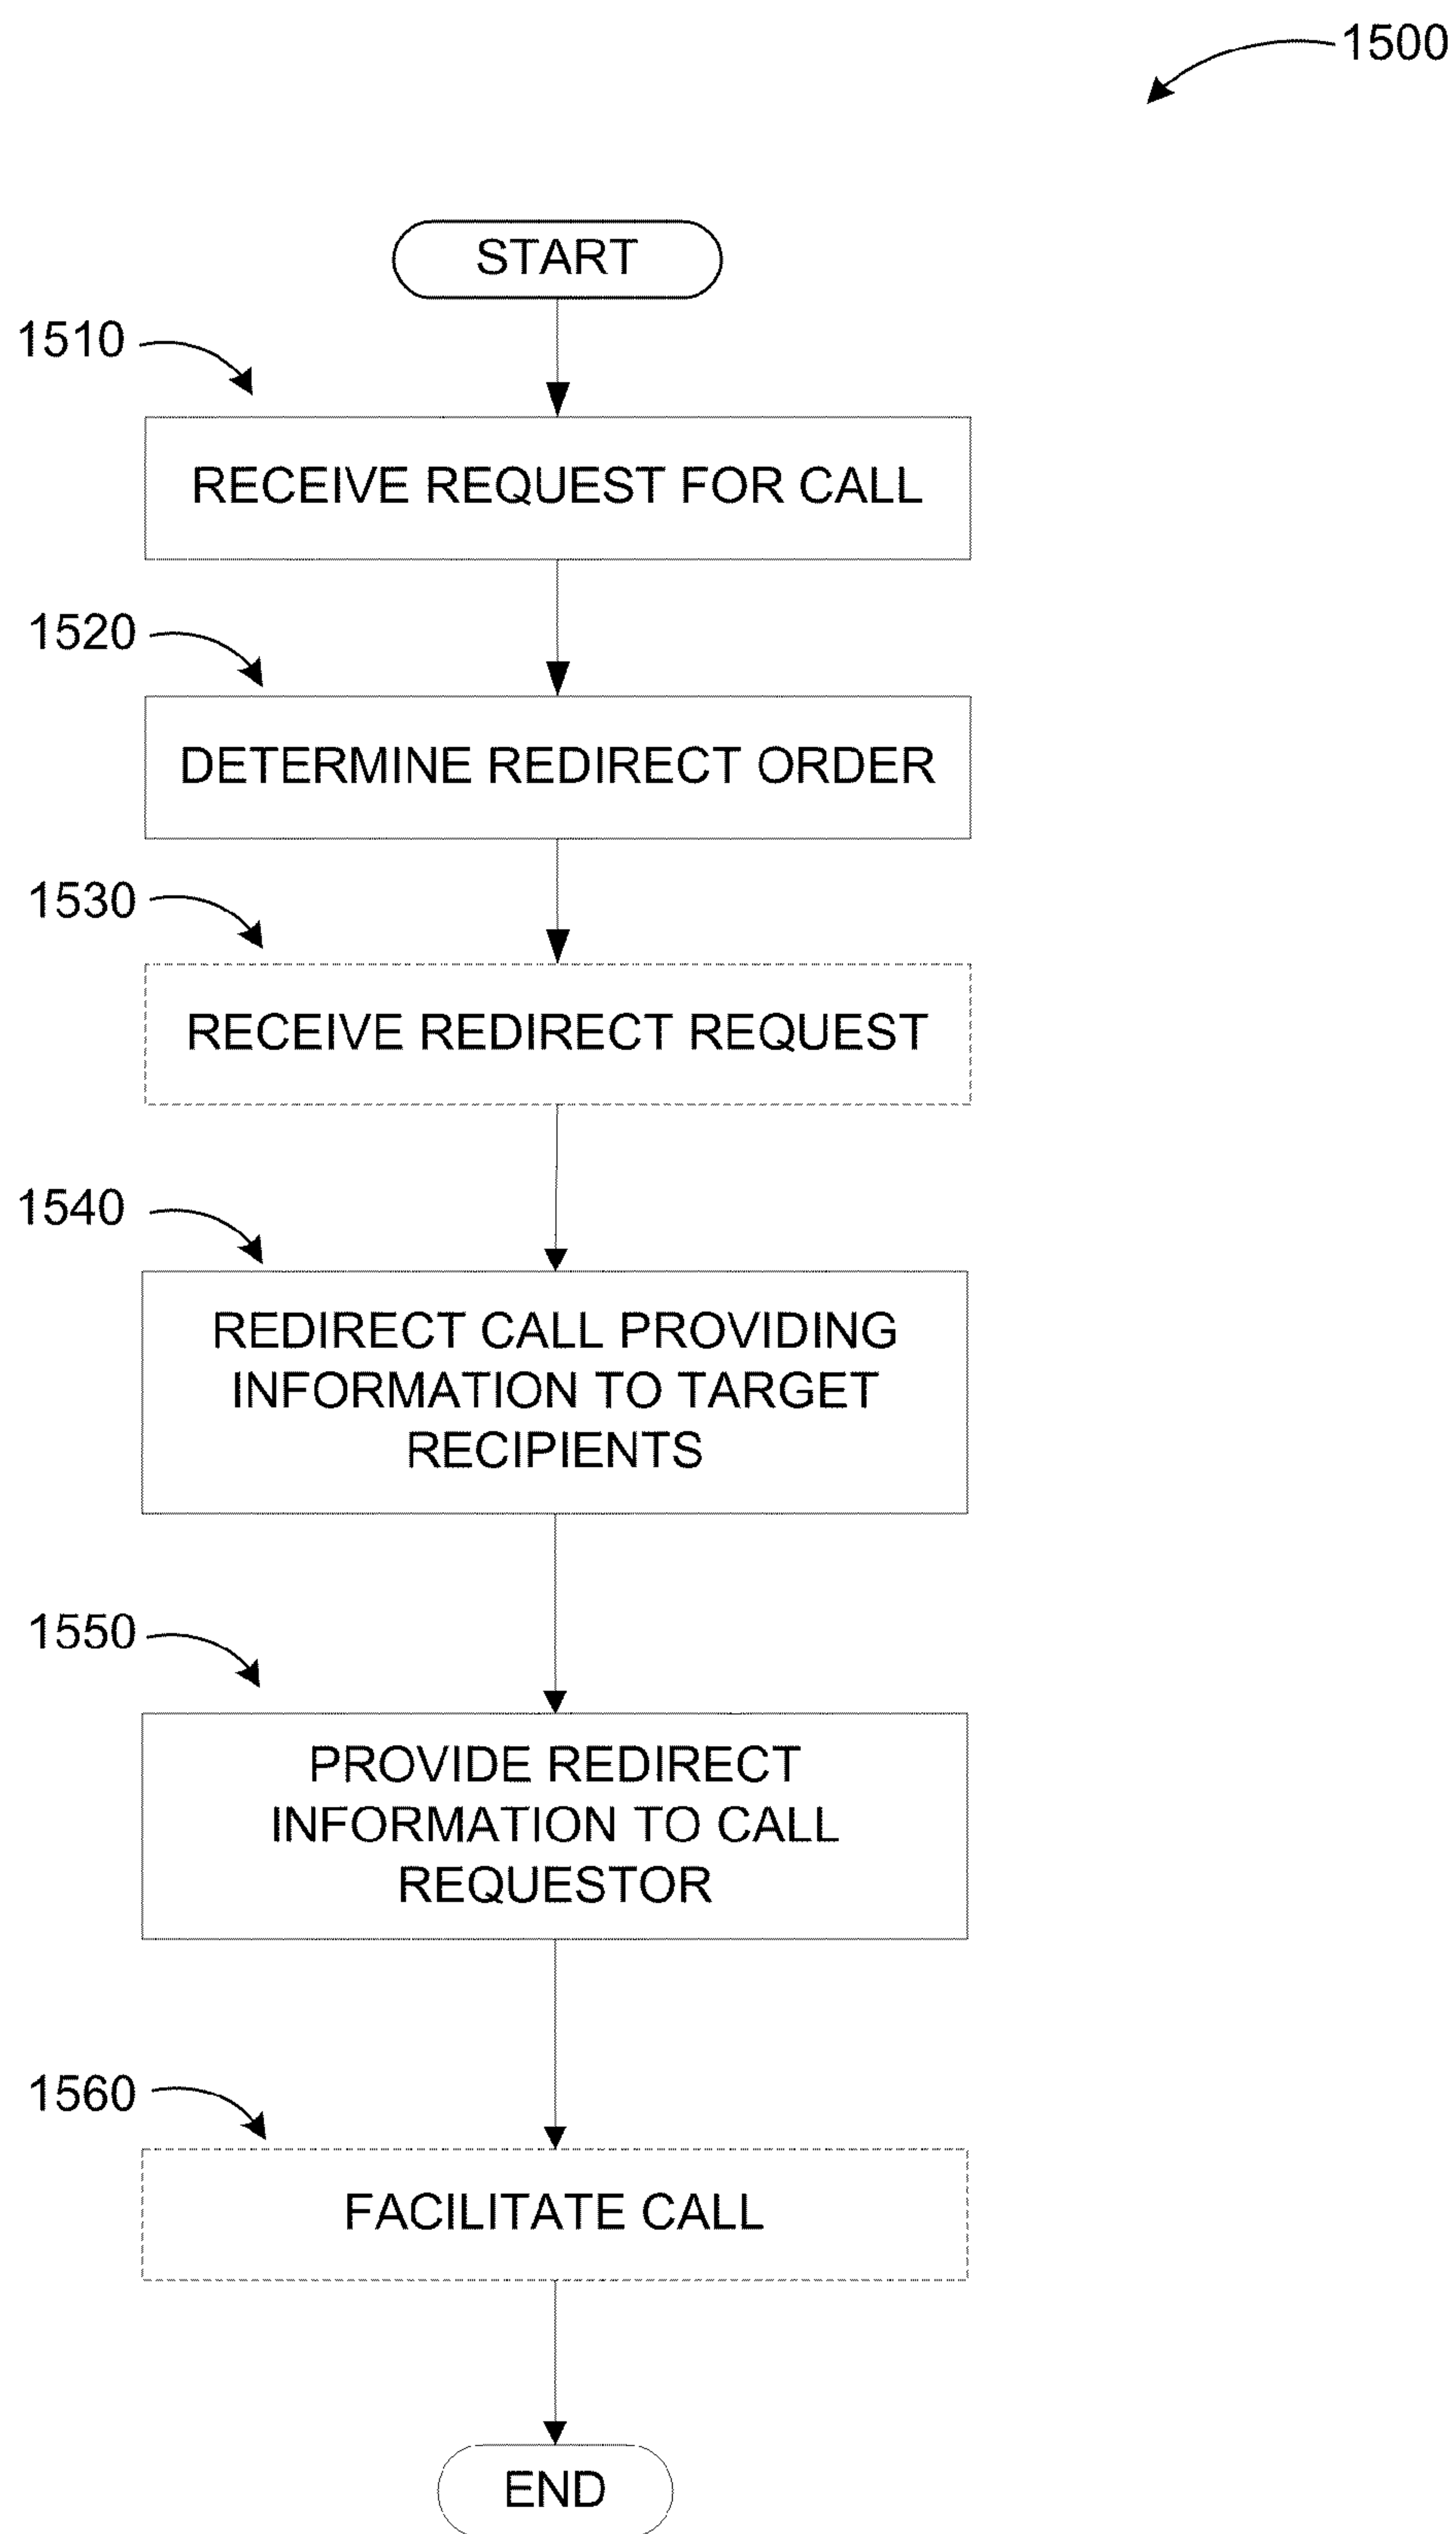 1500
START
1510
RECEIVE REQUEST FOR CALL
1520
DETERMINE REDIRECT ORDER
1530
RECEIVE REDIRECT REQUEST
1540
REDIRECT CALL PROVIDING
INFORMATION TO TARGET
RECIPIENTS
1550
PROVIDE REDIRECT
INFORMATION TO CALL
REQUESTOR
1560
FACILITATE CALL
END